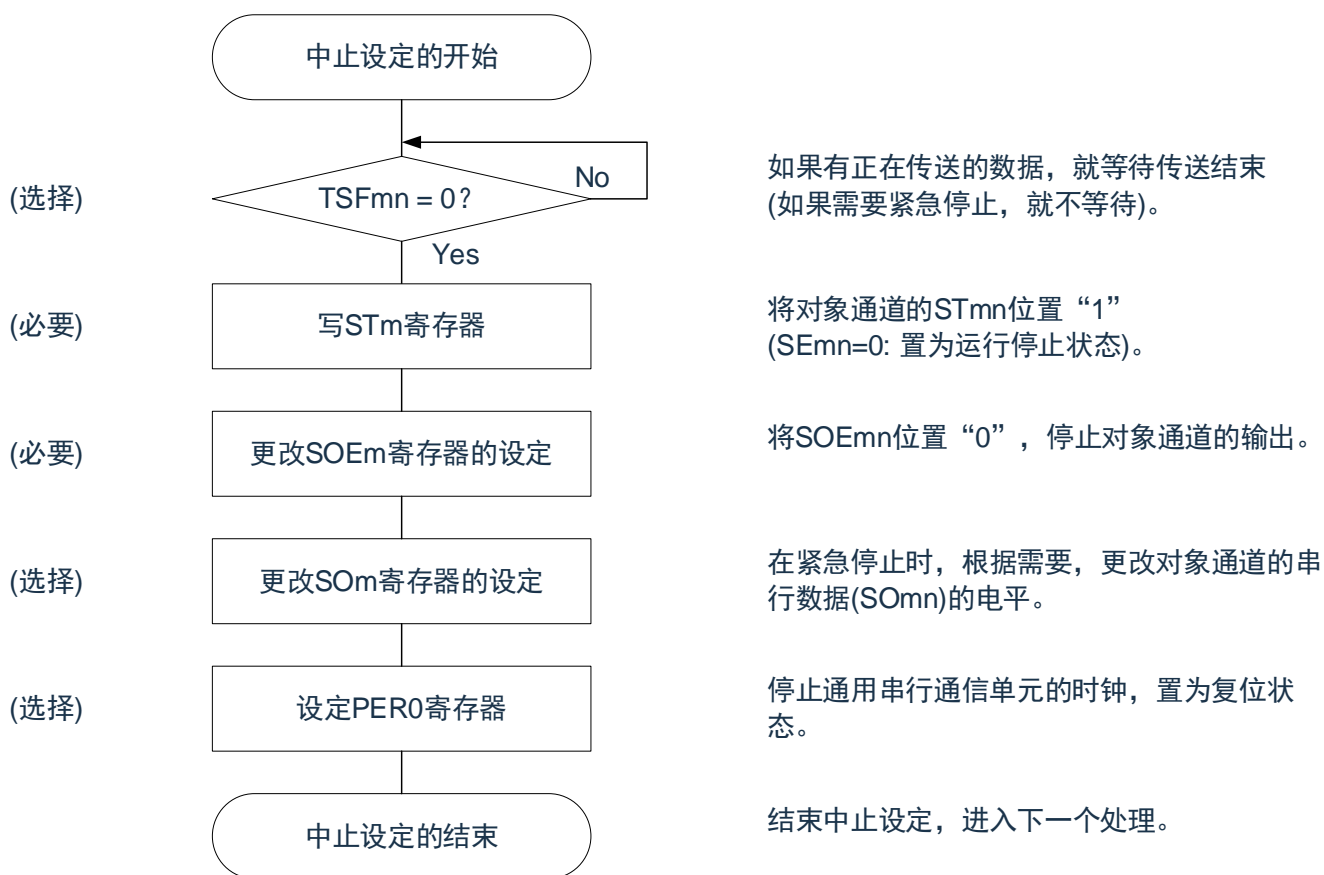 中止设定的开始
No
(选择)
TSFmn = 0?
如果有正在传送的数据，就等待传送结束
(如果需要紧急停止，就不等待)。
Yes
(必要)
写STm寄存器
将对象通道的STmn位置“1”
(SEmn=0: 置为运行停止状态)。
(必要)
更改SOEm寄存器的设定
将SOEmn位置“0”，停止对象通道的输出。
(选择)
更改SOm寄存器的设定
在紧急停止时，根据需要，更改对象通道的串
行数据(SOmn)的电平。
(选择)
设定PER0寄存器
停止通用串行通信单元的时钟，置为复位状
态。
中止设定的结束
结束中止设定，进入下一个处理。